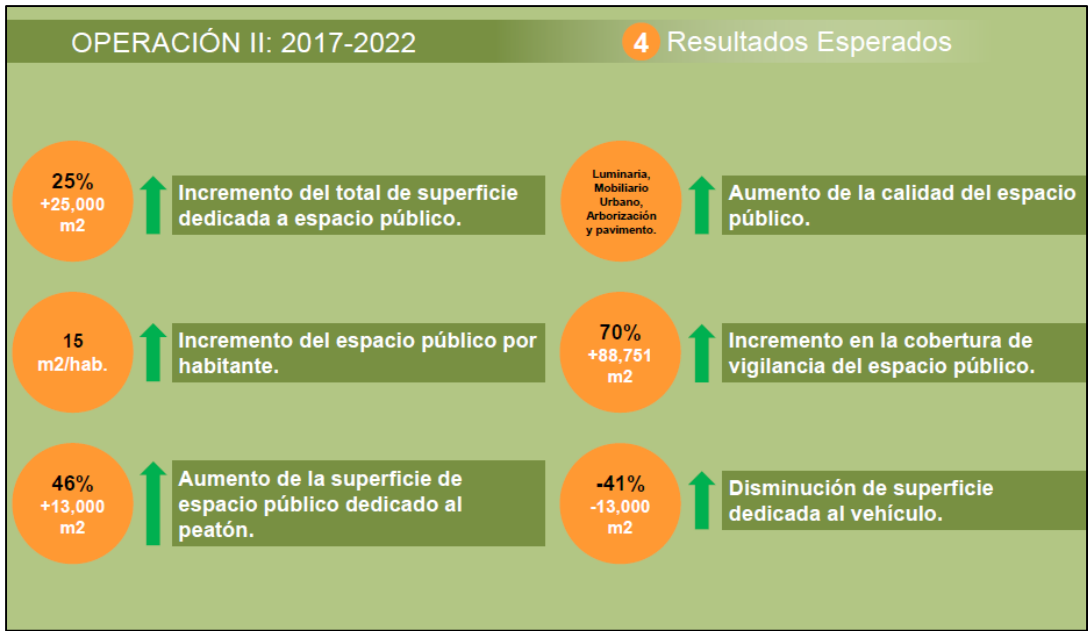 OPERACIÓN II: 2017-2022
4 Resultados Esperados
25%
+25,000
m2
Incremento del total de superficie
dedicada a espacio público.
Luminaria,
Mobiliario
Urbano,
Arborización
y pavimento.
Aumento de la calidad del espacio
público.
15
m2/hab.
Incremento del espacio público por
habitante.
70%
+88,751
m2
Incremento en la cobertura de
vigilancia del espacio público.
46%
+13,000
m2
Aumento de la superficie de
espacio público dedicado al
peatón.
-41%
-13,000
m2
Disminución de superficie
dedicada al vehículo.